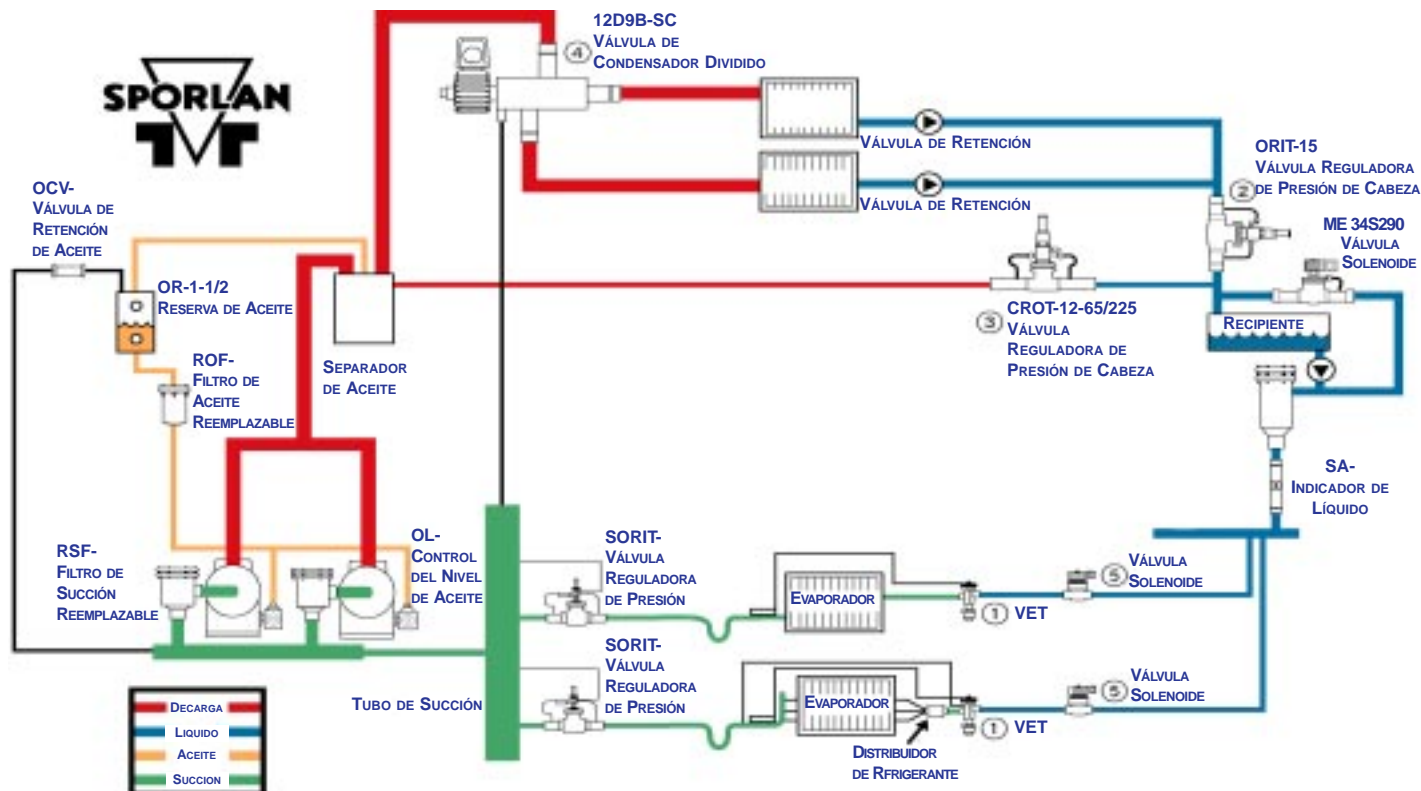 12D9B-SC
④ VÁLVULA DE
CONDENSADOR DIVIDIDO
SPORLAN
VÁLVULA DE RETENCIÓN
VÁLVULA DE RETENCIÓN
ORIT-15
VÁLVULA REGULADORA
② DE PRESIÓN DE CABEZA
ME 34S290
VÁLVULA
SOLENOIDE
OCV-
VÁLVULA DE
RETENCIÓN
DE ACEITE
OR-1-1/2
RESERVA DE ACEITE
ROF-
FILTRO DE
ACEITE
REEMPLAZABLE
SEPARADOR
DE ACEITE
CROT-12-65/225
③ VÁLVULA
REGULADORA DE
PRESIÓN DE CABEZA
RECIPIENTE
SA-
INDICADOR DE
LÍQUIDO
RSF-
FILTRO DE
SUCCIÓN
REEMPLAZABLE
OL-
CONTROL
DEL NIVEL
DE ACEITE
SORIT-
VÁLVULA
REGULADORA
DE PRESIÓN
EVAPORADOR
① VET
VÁLVULA
⑤ SOLENOIDE
TUBO DE SUCCIÓN
SORIT-
VÁLVULA
REGULADORA
DE PRESIÓN
EVAPORADOR
① VET
VÁLVULA
⑤ SOLENOIDE
DISTRIBUIDOR
DE RFRIGERANTE
DECARGA
LIQUIDO
ACEITE
SUCCION